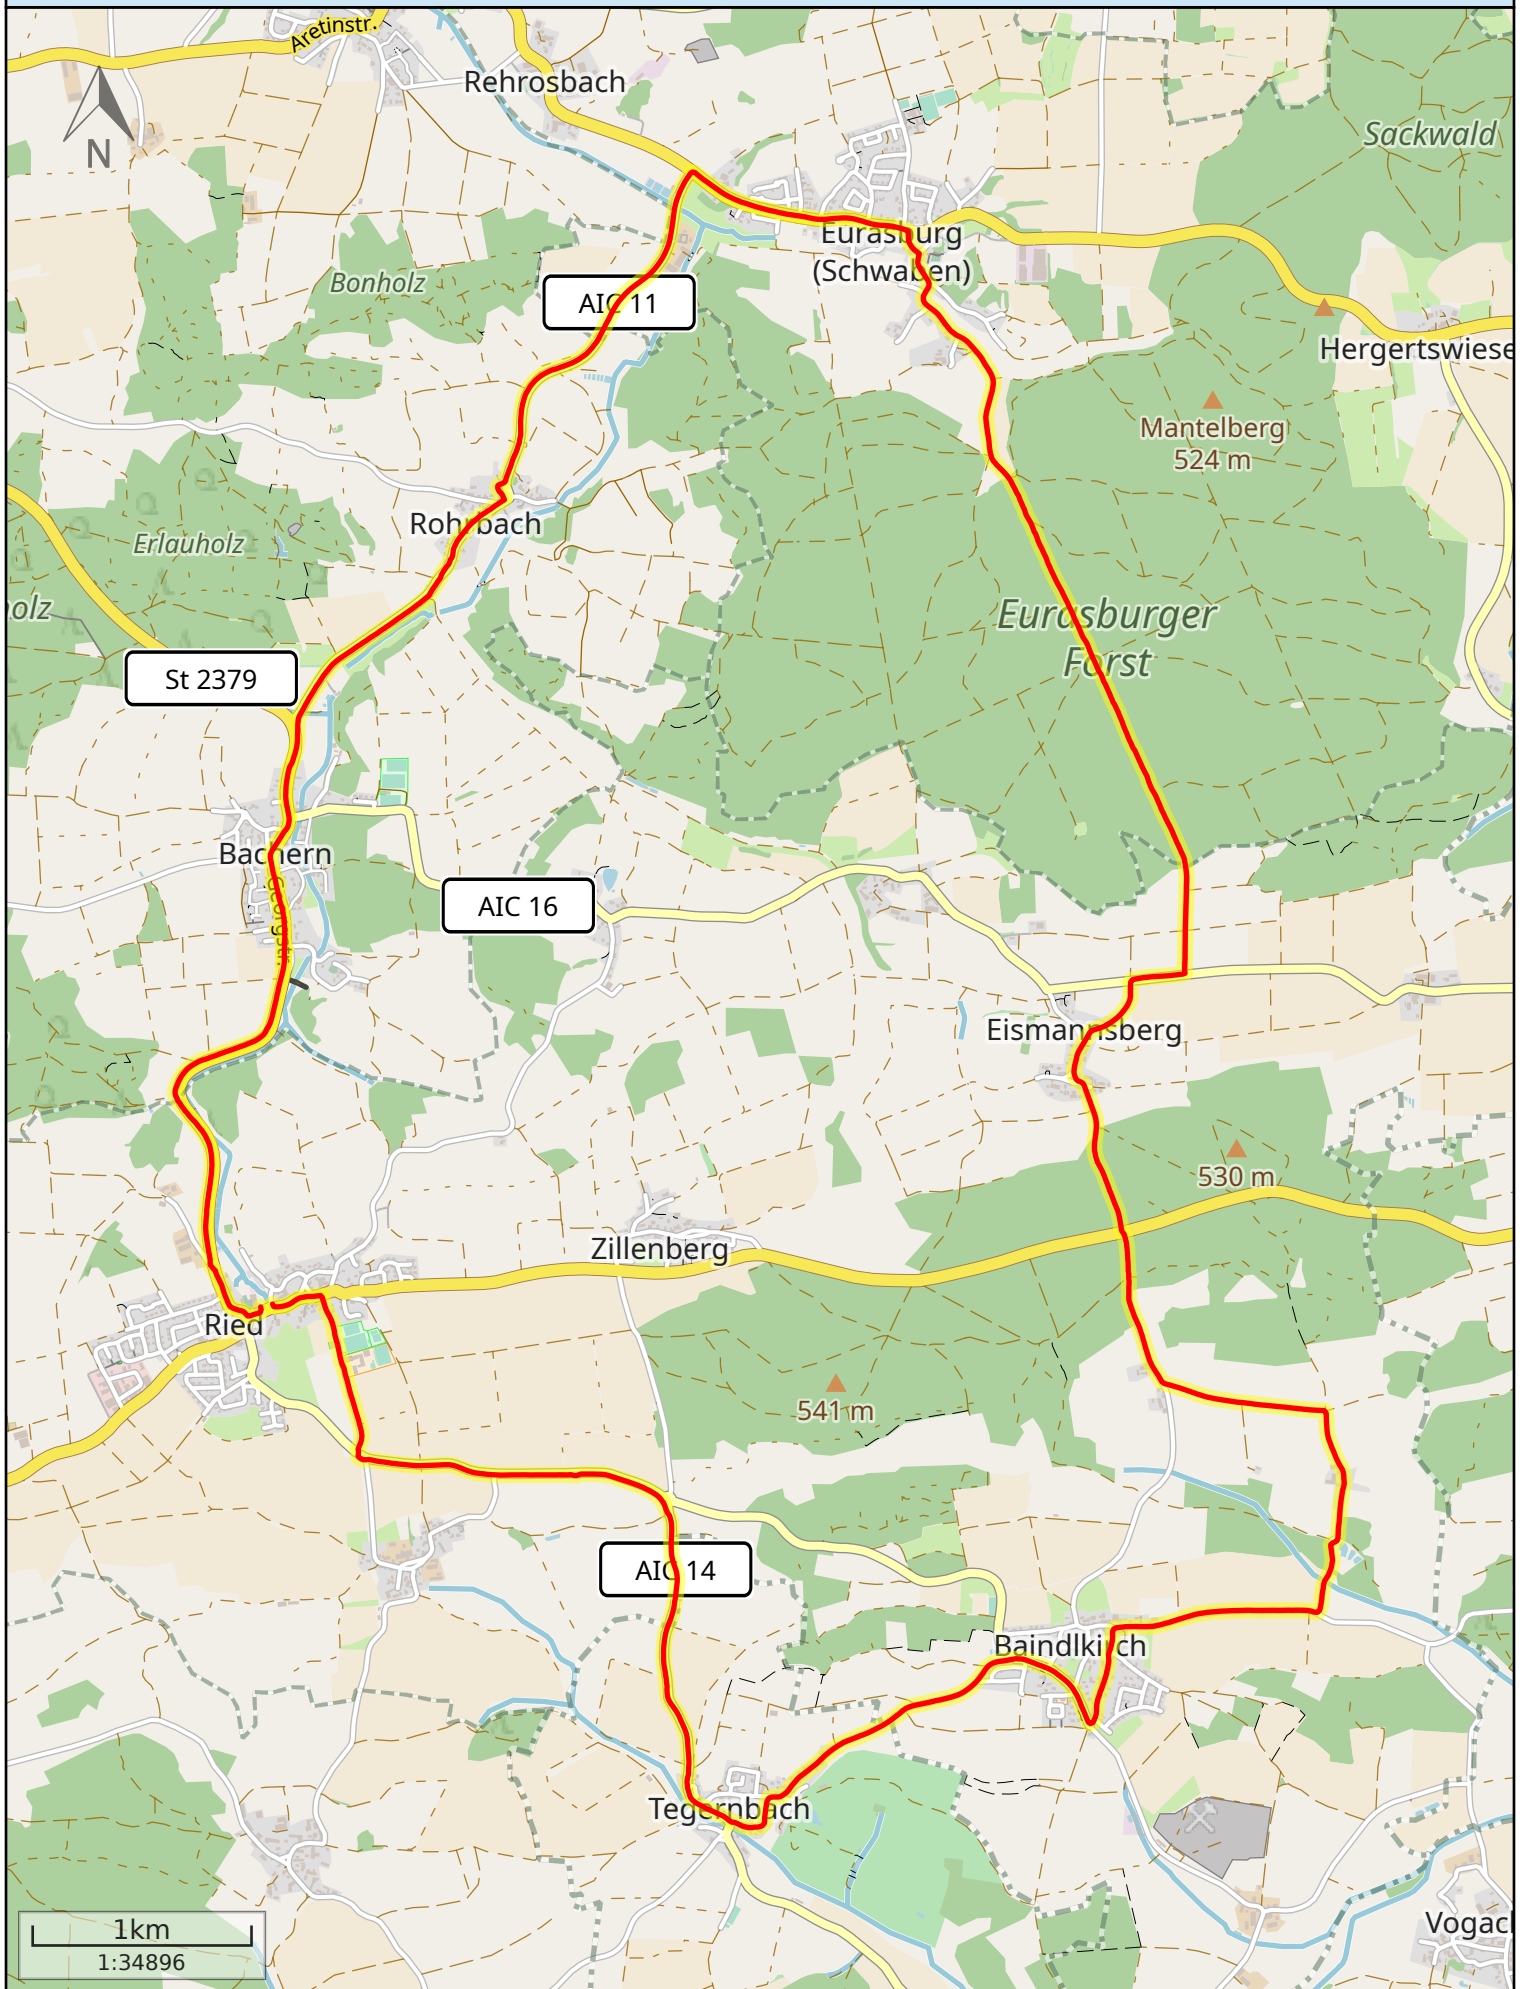 Aretinstr.
Rehrosbach
N
Sackwald
Eurasburg
(Schwaben)
Bonholz
AIC 11
Hergertswiese
Mantelberg
524 m
Rohrbach
Erlauholz
olz
Eurasburger
Forst
St 2379
Bachern
Georgstr.
AIC 16
Eismannsberg
530 m
Zillenberg
Ried
541 m
AIC 14
Baindlkirch
Tegernbach
Vogach
1km
1:34896